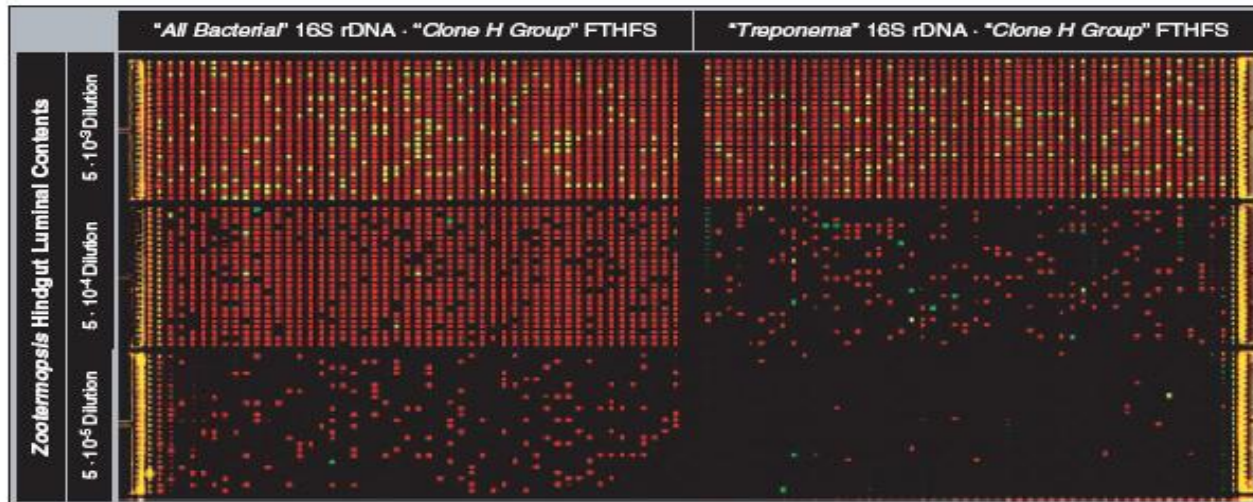 "All Bacterial" 16S rDNA · "Clone H Group" FTHFS
"Treponema" 16S rDNA · "Clone H Group" FTHFS
Zootermopsis Hindgut Luminal Contents
5 · 10-3 Dilution
5 · 10-4 Dilution
5 · 10-5 Dilution